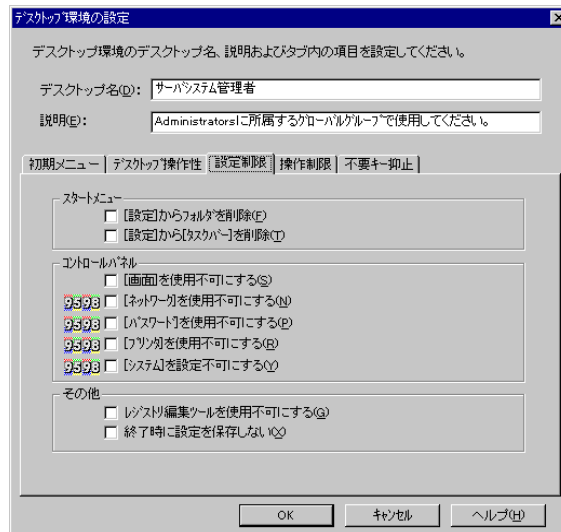 デスクトップ環境の設定
デスクトップ環境のデスクトップ名、説明およびタブ内の項目を設定してください。
デスクトップ名(D): サーバシステム管理者
説明(E): Administratorsに所属するグローバルグループで使用してください。
初期メニュー デスクトップ操作性 設定制限 操作制限 不要キー抑止
スタートメニュー
[設定]からフォルダを削除(F)
[設定]から[タスクバー]を削除(T)
コントロールパネル
[画面]を使用不可にする(S)
9598 [ネットワーク]を使用不可にする(N)
9598 [パスワード]を使用不可にする(P)
9598 [プリンタ]を使用不可にする(R)
9598 [システム]を設定不可にする(Y)
その他
レジストリ編集ツールを使用不可にする(G)
終了時に設定を保存しない(X)
OK キャンセル ヘルプ(H)